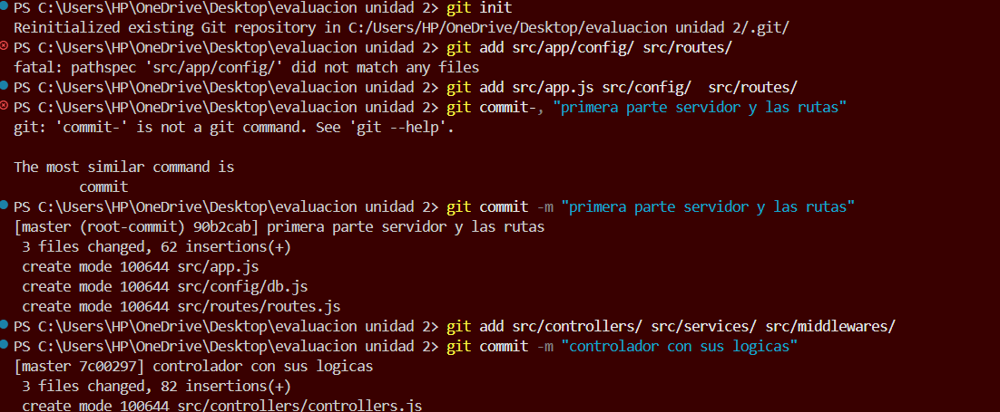 PS C:\Users\HP\OneDrive\Desktop\evaluacion unidad 2> git init
Reinitialized existing Git repository in C:/Users/HP/OneDrive/Desktop/evaluacion unidad 2/.git/
PS C:\Users\HP\OneDrive\Desktop\evaluacion unidad 2> git add src/app/config/ src/routes/
fatal: pathspec 'src/app/config/' did not match any files
PS C:\Users\HP\OneDrive\Desktop\evaluacion unidad 2> git add src/app.js src/config/  src/routes/
PS C:\Users\HP\OneDrive\Desktop\evaluacion unidad 2> git commit-, "primera parte servidor y las rutas"
git: 'commit-' is not a git command. See 'git --help'.
The most similar command is
        commit
PS C:\Users\HP\OneDrive\Desktop\evaluacion unidad 2> git commit -m "primera parte servidor y las rutas"
[master (root-commit) 90b2cab] primera parte servidor y las rutas
 3 files changed, 62 insertions(+)
 create mode 100644 src/app.js
 create mode 100644 src/config/db.js
 create mode 100644 src/routes/routes.js
PS C:\Users\HP\OneDrive\Desktop\evaluacion unidad 2> git add src/controllers/ src/services/ src/middlewares/
PS C:\Users\HP\OneDrive\Desktop\evaluacion unidad 2> git commit -m "controlador con sus logicas"
[master 7c00297] controlador con sus logicas
 3 files changed, 82 insertions(+)
 create mode 100644 src/controllers/controllers.js